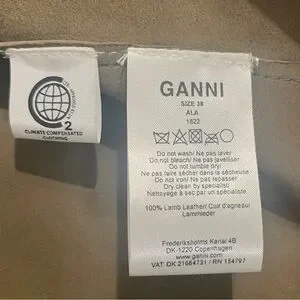 2
CLIMATE COMPENSATED
CLOTHING
GANNI
SIZE 38
ALA
1822
Do not wash/ Ne pas laver
Do not bleach/ Ne pas javelliser
Do not tumble dry/
Ne pas faire sécher dans la sécheuse
Do not iron/ Ne pas repasser
Dry clean by specialist/
Nettoyage à sec par un spécialiste
100% Lamb Leather/ Cuir d'agneau/
Lammleder
Frederiksholms Kanal 4B
DK-1220 Copenhagen
www.ganni.com
VAT DK 21664731 / RN 154797